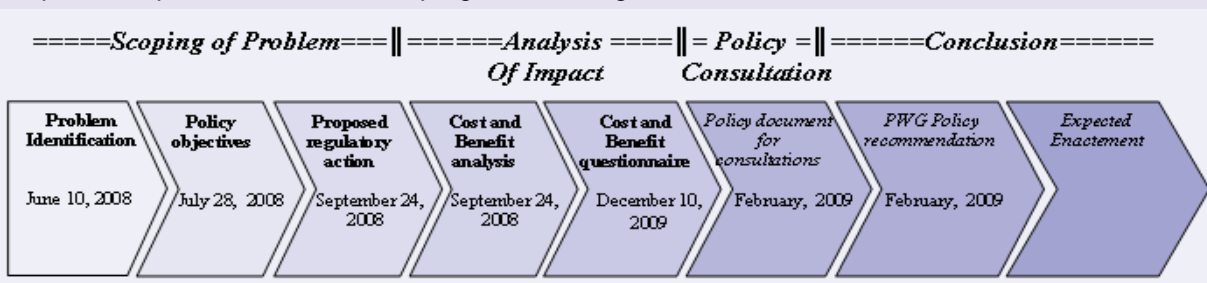 =====Scoping of Problem===‖======Analysis ====‖= Policy =‖======Conclusion======
Of Impact Consultation
Problem Identification
June 10, 2008
Policy objectives
July 28, 2008
Proposed regulatory action
September 24, 2008
Cost and Benefit analysis
September 24, 2008
Cost and Benefit questionnaire
December 10, 2009
Policy document for consultations
February, 2009
PWG Policy recommendation
February, 2009
Expected Enactement